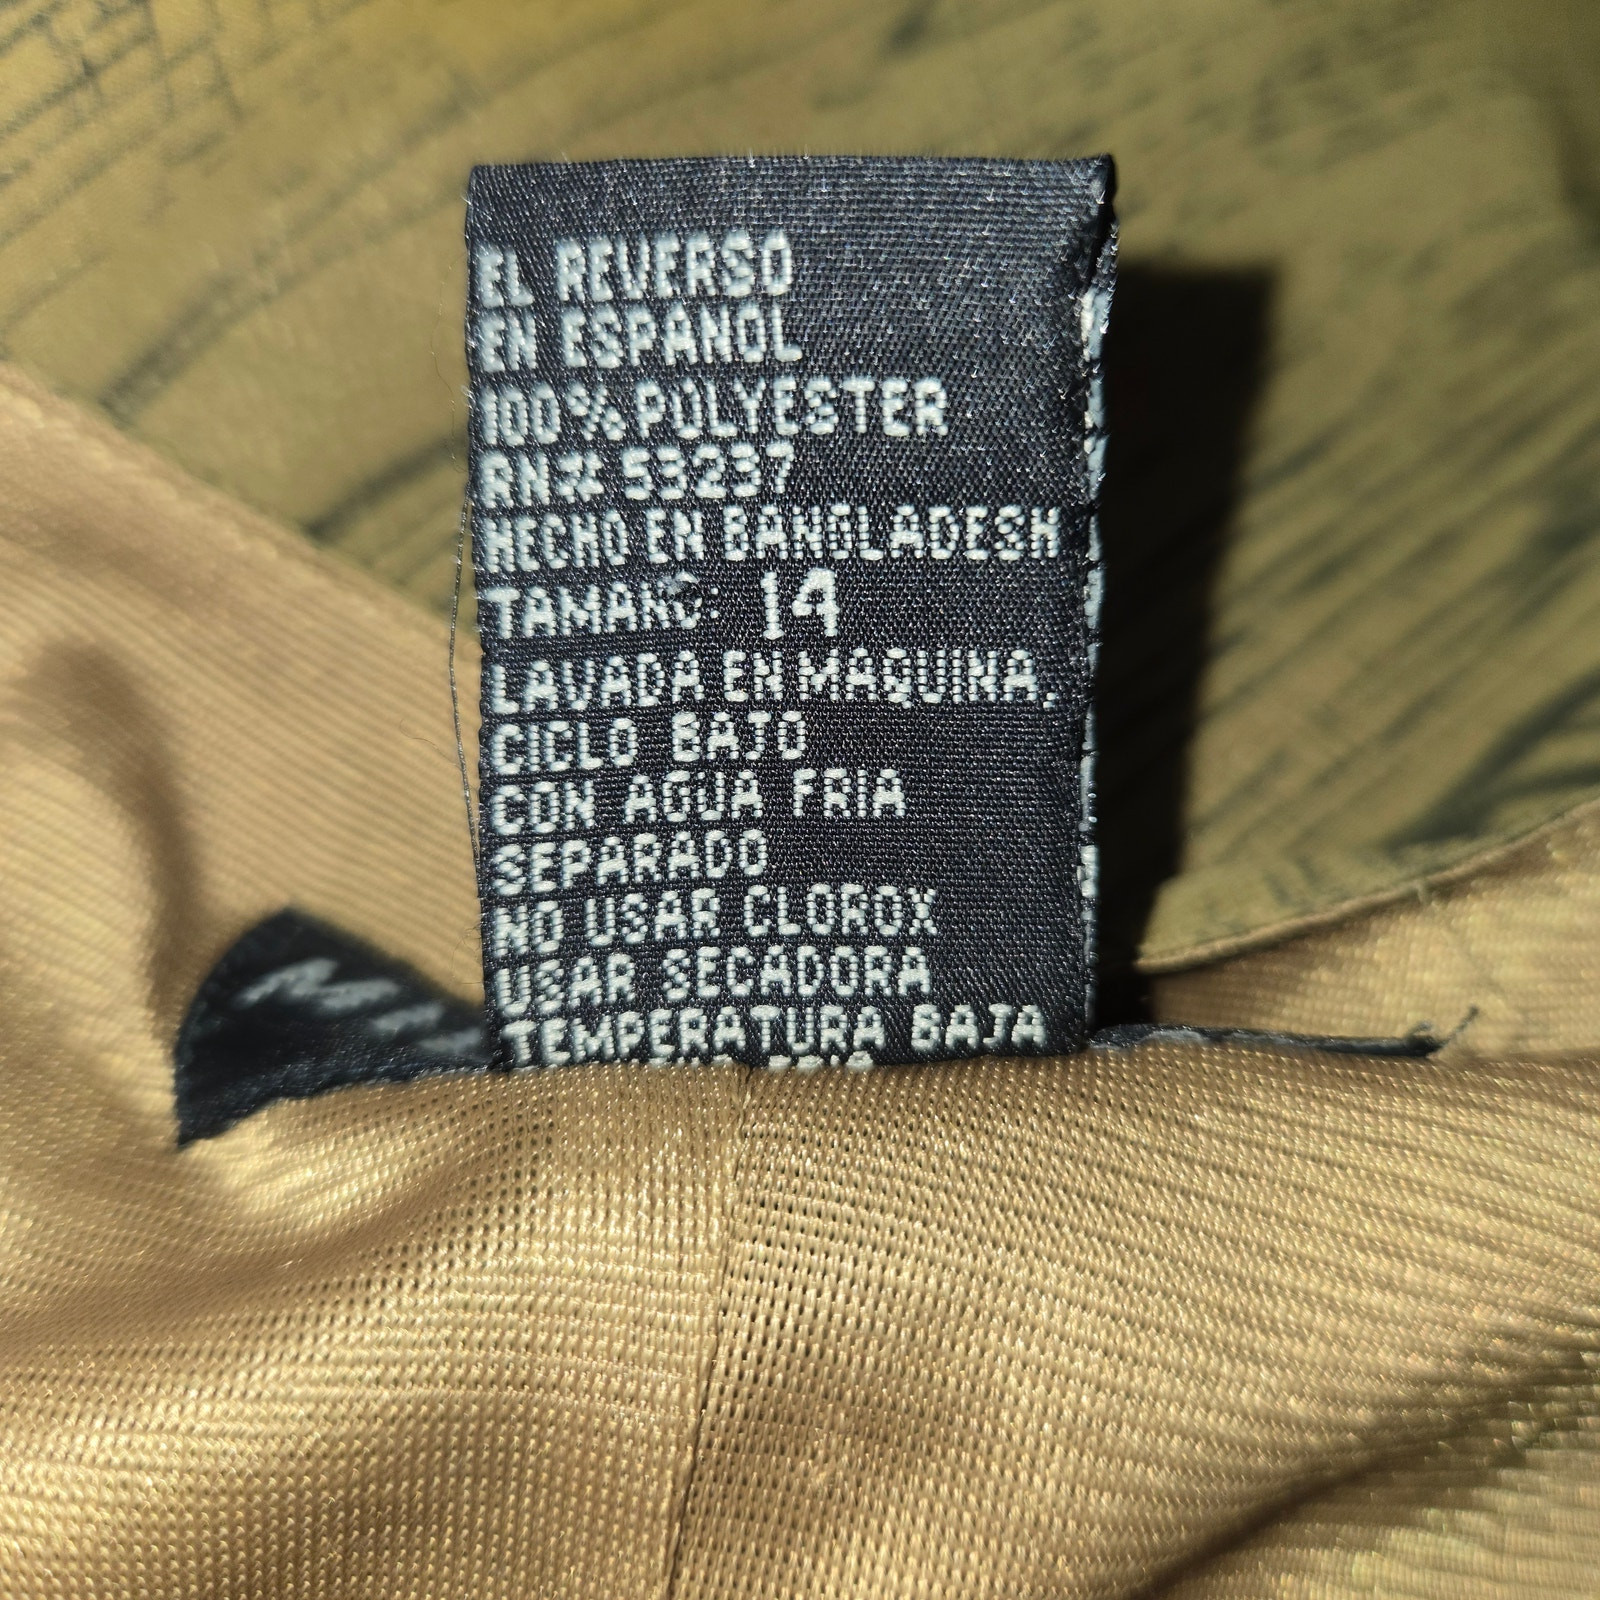 EL REVERSO
EN ESPANOL
100% POLYESTER
RN# 53237
HECHO EN BANGLADESH
TAMANO: 14
LAVADA EN MAQUINA.
CICLO BAJO
CON AGUA FRIA
SEPARADO
NO USAR CLOROX
USAR SECADORA
TEMPERATURA BAJA